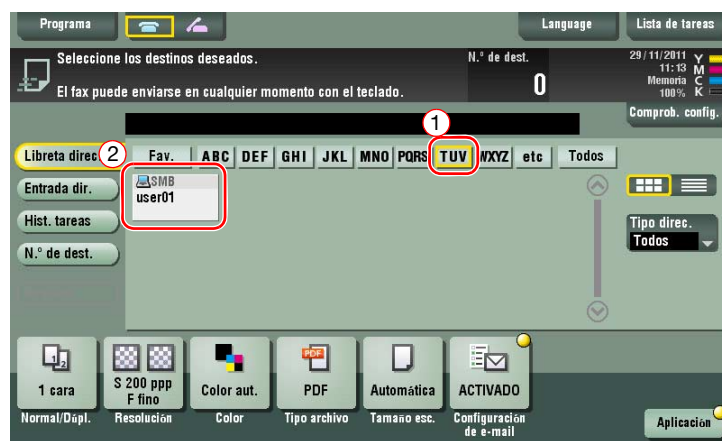 Programa
Language
Lista de tareas
Seleccione los destinos deseados.
N.º de dest.
0
29/11/2011
11:13
Memoria
100%
Y
M
C
K
El fax puede enviarse en cualquier momento con el teclado.
Comprob. config.
1
Libreta direc.
2
Fav.
ABC
DEF
GHI
JKL
MNO
PQRS
TUV
WXYZ
etc
Todos
Entrada dir.
SMB
user01
Hist. tareas
Tipo direc.
Todos
N.º de dest.
1 2
1 cara
S 200 ppp
F fino
Color aut.
PDF
PDF
Automática
ACTIVADO
Normal/Dúpl.
Resolución
Color
Tipo archivo
Tamaño esc.
Configuración
de e-mail
Aplicación